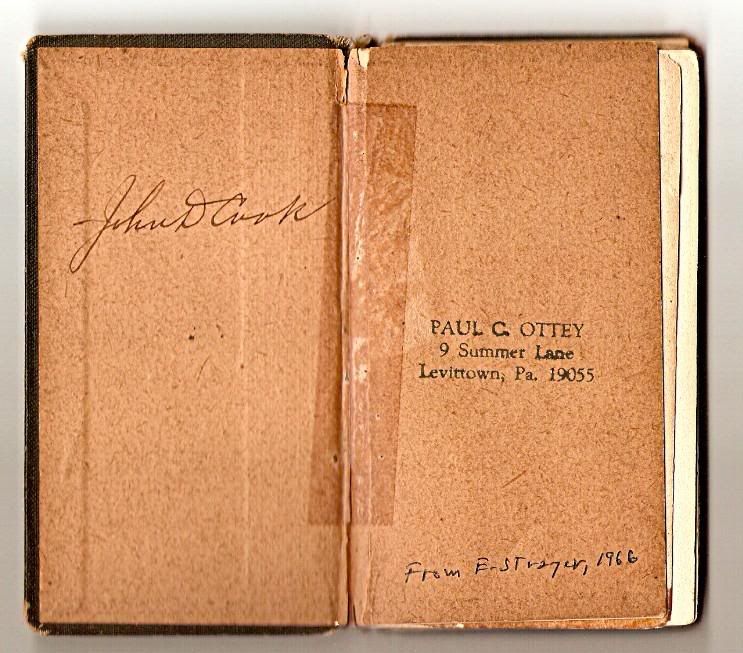 John D Cook
PAUL C. OTTEY
9 Summer Lane
Levittown, Pa. 19055
From E. Strayer, 1966